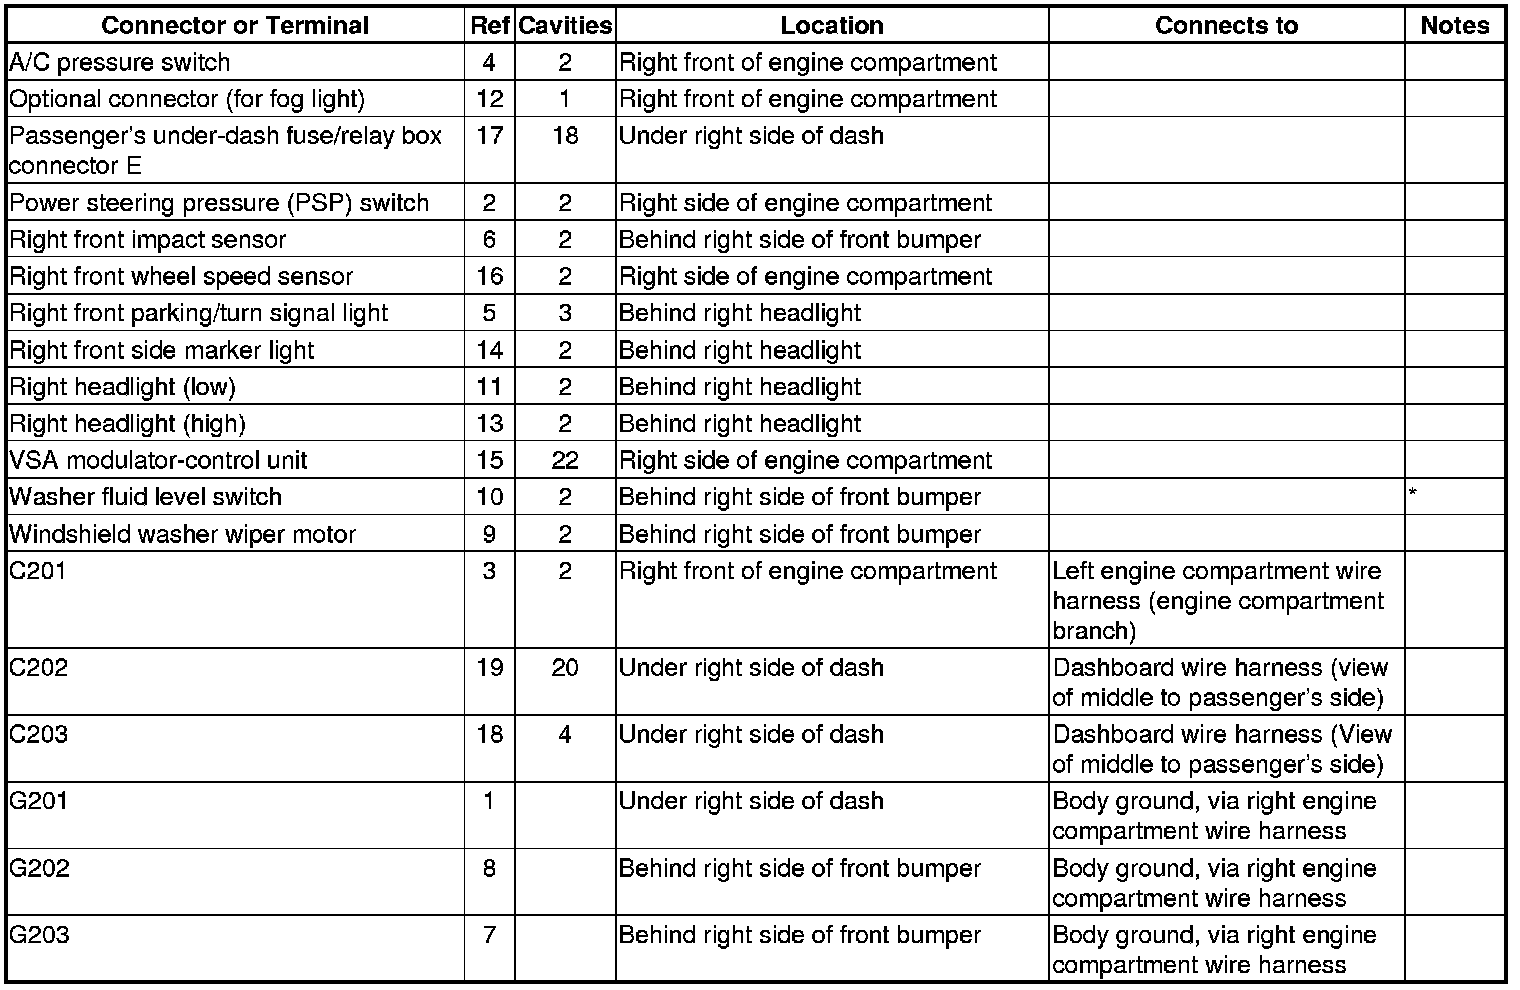 Connector or Terminal Ref Cavities Location Connects to Notes
A/C pressure switch 4 2 Right front of engine compartment
Optional connector (for fog light) 12 1 Right front of engine compartment
Passenger's under-dash fuse/relay box 17 18 Under right side of dash
connector E
Power steering pressure (PSP) switch 2 2 Right side of engine compartment
Right front impact sensor 6 2 Behind right side of front bumper
Right front wheel speed sensor 16 2 Right side of engine compartment
Right front parking/turn signal light 5 3 Behind right headlight
Right front side marker light 14 2 Behind right headlight
Right headlight (low) 11 2 Behind right headlight
Right headlight (high) 13 2 Behind right headlight
VSA modulator-control unit 15 22 Right side of engine compartment
Washer fluid level switch 10 2 Behind right side of front bumper *
Windshield washer wiper motor 9 2 Behind right side of front bumper
C201 3 2 Right front of engine compartment Left engine compartment wire
harness (engine compartment
branch)
C202 19 20 Under right side of dash Dashboard wire harness (view
of middle to passenger's side)
C203 18 4 Under right side of dash Dashboard wire harness (View
of middle to passenger's side)
G201 1 Under right side of dash Body ground, via right engine
compartment wire harness
G202 8 Behind right side of front bumper Body ground, via right engine
compartment wire harness
G203 7 Behind right side of front bumper Body ground, via right engine
compartment wire harness